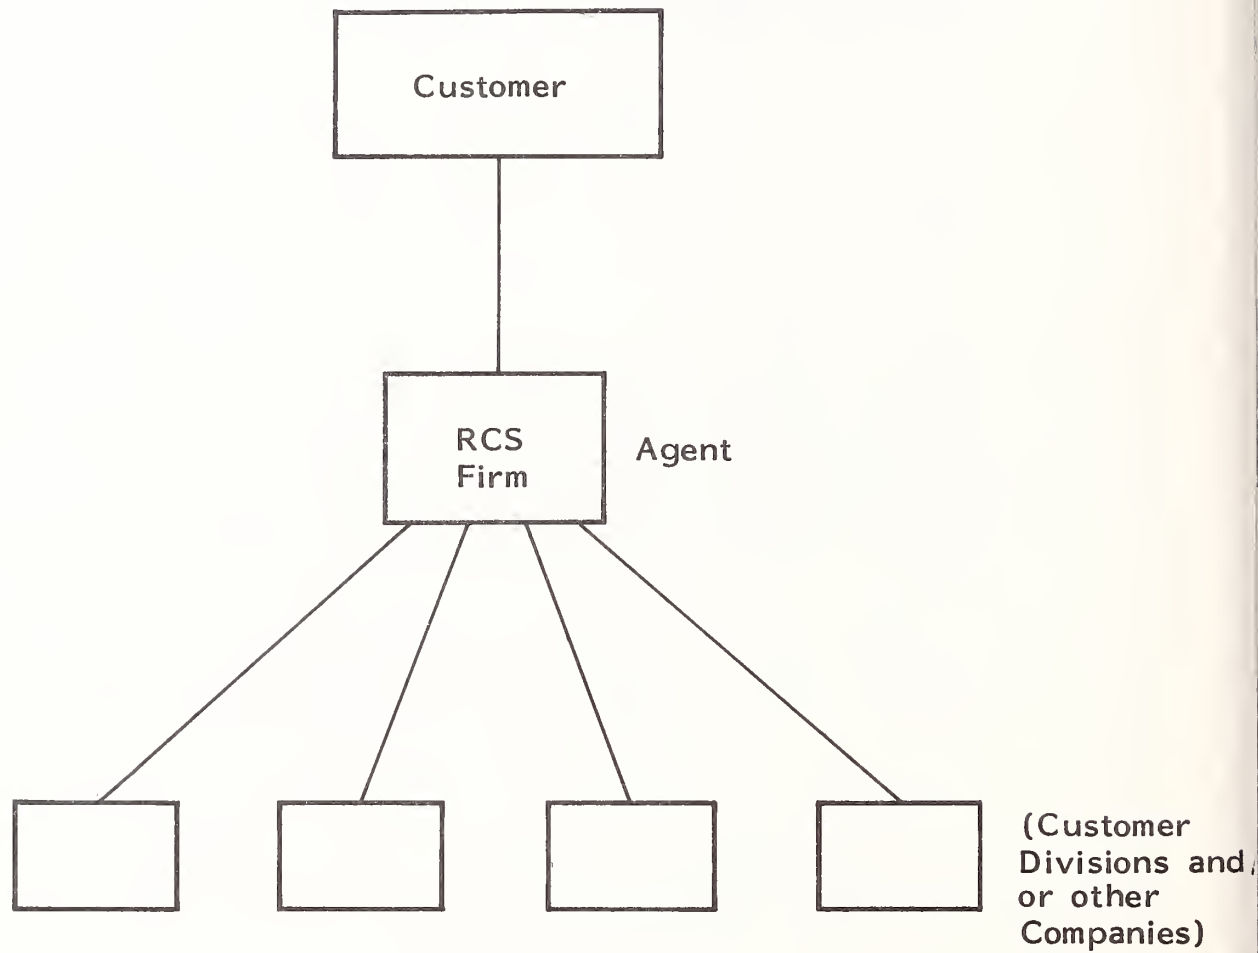 Customer
RCS
Firm
Agent
(Customer
Divisions and/
or other
Companies)